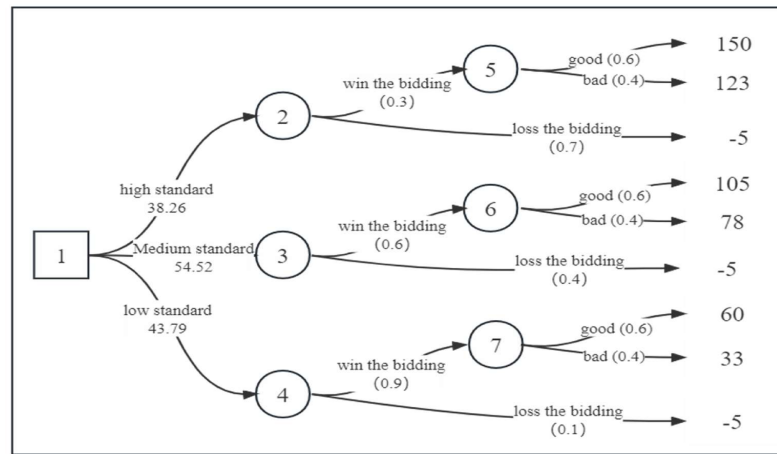 150
good (0.6)
5
win the bidding
(0.3)
bad (0.4)
123
2
loss the bidding
(0.7)
-5
high standard
38.26
105
good (0.6)
6
win the bidding
(0.6)
bad (0.4)
78
1
Medium standard
54.52
3
loss the bidding
(0.4)
-5
low standard
43.79
60
good (0.6)
7
win the bidding
(0.9)
bad (0.4)
33
4
loss the bidding
(0.1)
-5